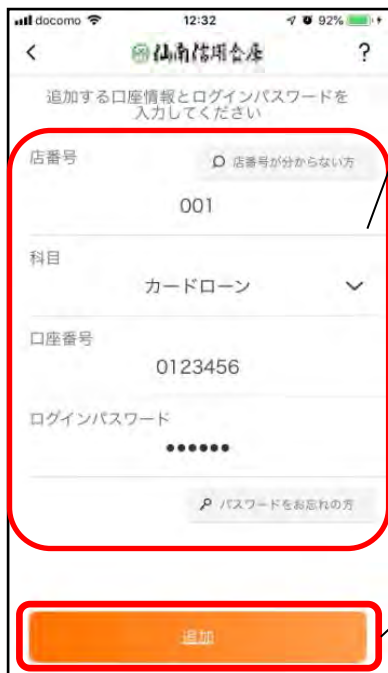 docomo 12:32 92%
仙南信用金庫 ?
追加する口座情報とログインパスワードを
入力してください
店番号 店番号が分からない方
001
科目
カードローン
口座番号
0123456
ログインパスワード
••••••
パスワードをお忘れの方
追加